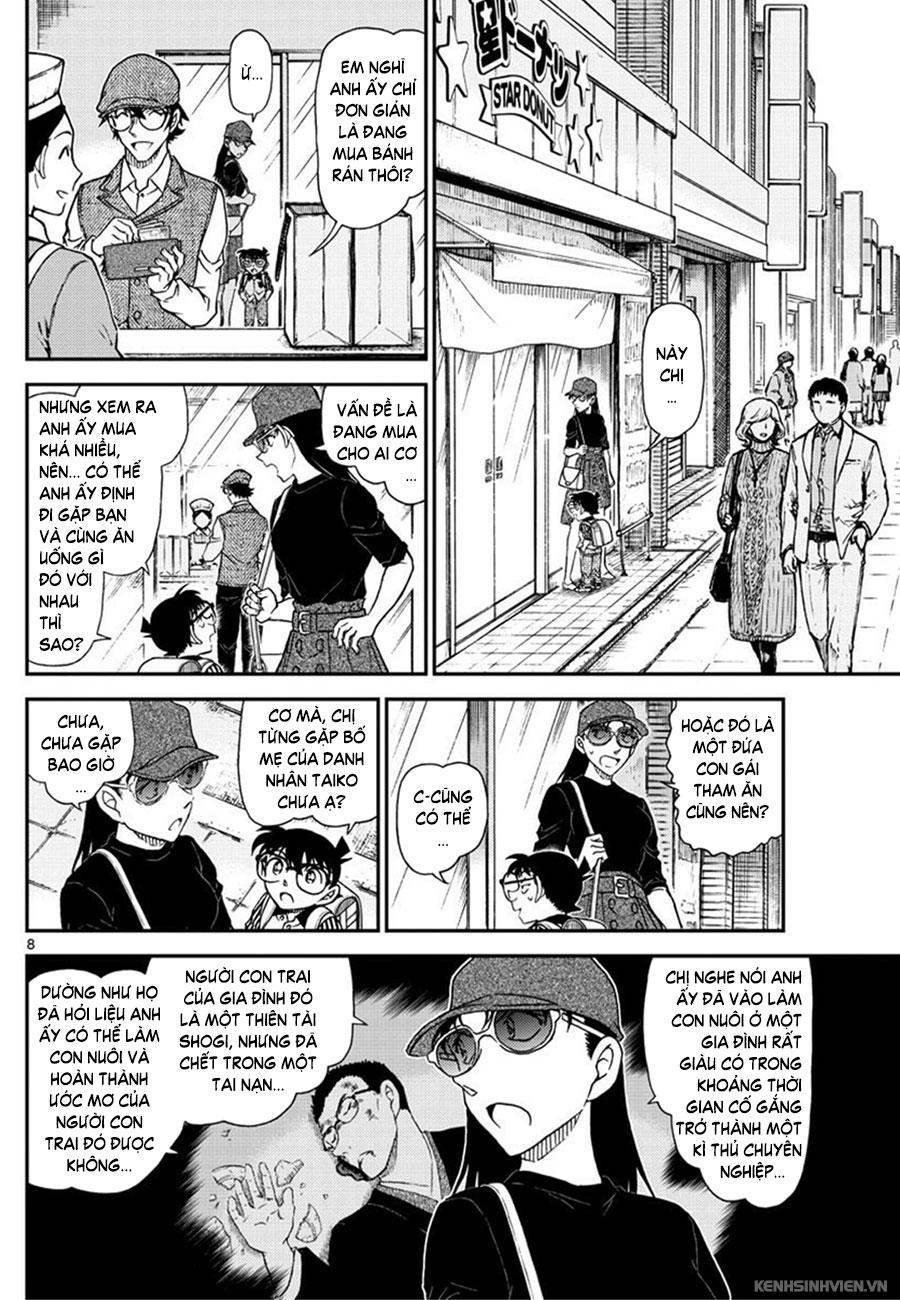 星ドーナツ
STAR DONUT
NÀY CHỊ
...
EM NGHĨ
ANH ẤY CHỈ
ĐƠN GIẢN
LÀ ĐANG
MUA BÁNH
RÁN THÔI?
Ừ...
VẤN ĐỀ LÀ
ĐANG MUA
CHO AI CƠ
...
NHƯNG XEM RA
ANH ẤY MUA
KHÁ NHIỀU,
NÊN... CÓ THỂ
ANH ẤY ĐỊNH
ĐI GẶP BẠN
VÀ CÙNG ĂN
UỐNG GÌ
ĐÓ VỚI
NHAU
THÌ
SAO?
HOẶC ĐÓ LÀ
MỘT ĐỨA
CON GÁI
THAM ĂN
CŨNG NÊN?
C-CŨNG
CÓ THỂ
...
CƠ MÀ, CHỊ
TỪNG GẶP BỐ
MẸ CỦA DANH
NHÂN TAIKO
CHƯA Ạ?
CHƯA,
CHƯA GẶP
BAO GIỜ
...
8
CHỊ NGHE NÓI ANH
ẤY ĐÃ VÀO LÀM
CON NUÔI Ở MỘT
GIA ĐÌNH RẤT
GIÀU CÓ TRONG
KHOẢNG THỜI
GIAN CỐ GẮNG
TRỞ THÀNH MỘT
KÌ THỦ CHUYÊN
NGHIỆP...
NGƯỜI CON TRAI
CỦA GIA ĐÌNH ĐÓ
LÀ MỘT THIÊN TÀI
SHOGI, NHƯNG ĐÃ
CHẾT TRONG MỘT
TAI NẠN...
DƯỜNG NHƯ HỌ
ĐÃ HỎI LIỆU ANH
ẤY CÓ THỂ LÀM
CON NUÔI VÀ
HOÀN THÀNH
ƯỚC MƠ CỦA
NGƯỜI CON
TRAI ĐÓ ĐƯỢC
KHÔNG...
KENHSINHVIEN.VN